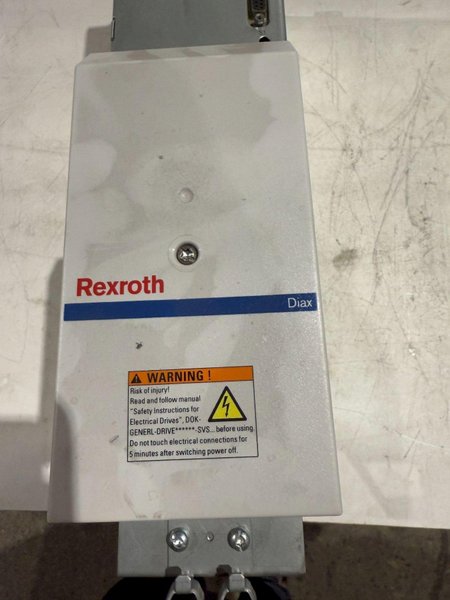 Rexroth
Diax
WARNING !
Risk of injury!
Read and follow manual
"Safety Instructions for
Electrical Drives", DOK-
GENERL-DRIVE******-SVS... before using.
Do not touch electrical connections for
5 minutes after switching power off.